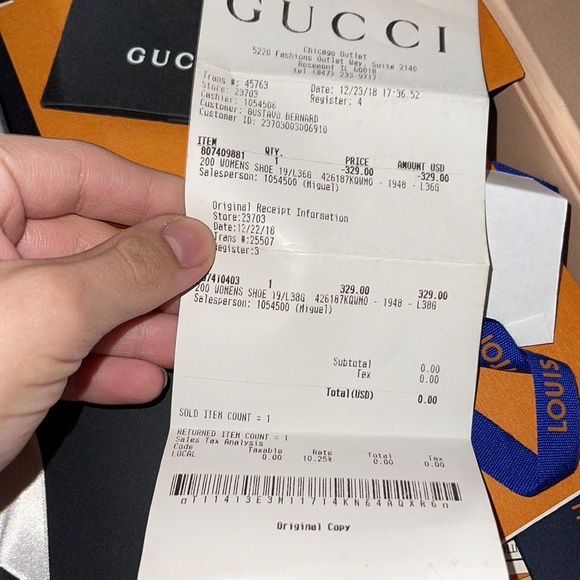 GUCCI
Chicago Outlet
5220 Fashions Outlet Way, Suite 2140
Rosemont IL 60018
Tel (847) 233-9737
Trans #: 45763
Date: 12/23/18 17:36.52
Store: 23703
Register: 4
Cashier: 1054506
Customer: GUSTAVO BERNARD
Customer ID: 23703003006910
ITEM QTY. PRICE AMOUNT USD
807409881 1 -329.00 -329.00
200 WOMENS SHOE 19/L36G 426187KQWM0 - 1948 - L36G
Salesperson: 1054500 (Miguel)
Original Receipt Information
Store:23703
Date:12/22/18
Trans #:25507
Register:3
1 329.00 329.00
200 WOMENS SHOE 19/L38G 426187KQWM0 - 1948 - L38G
Salesperson: 1054500 (Miguel)
Subtotal 0.00
Tax 0.00
Total(USD) 0.00
SOLD ITEM COUNT = 1
RETURNED ITEM COUNT = 1
Sales Tax Analysis
Code Taxable Rate Total Tax
LOCAL 0.00 10.25% 0.00 0.00
Original Copy
GUC
LOUIS